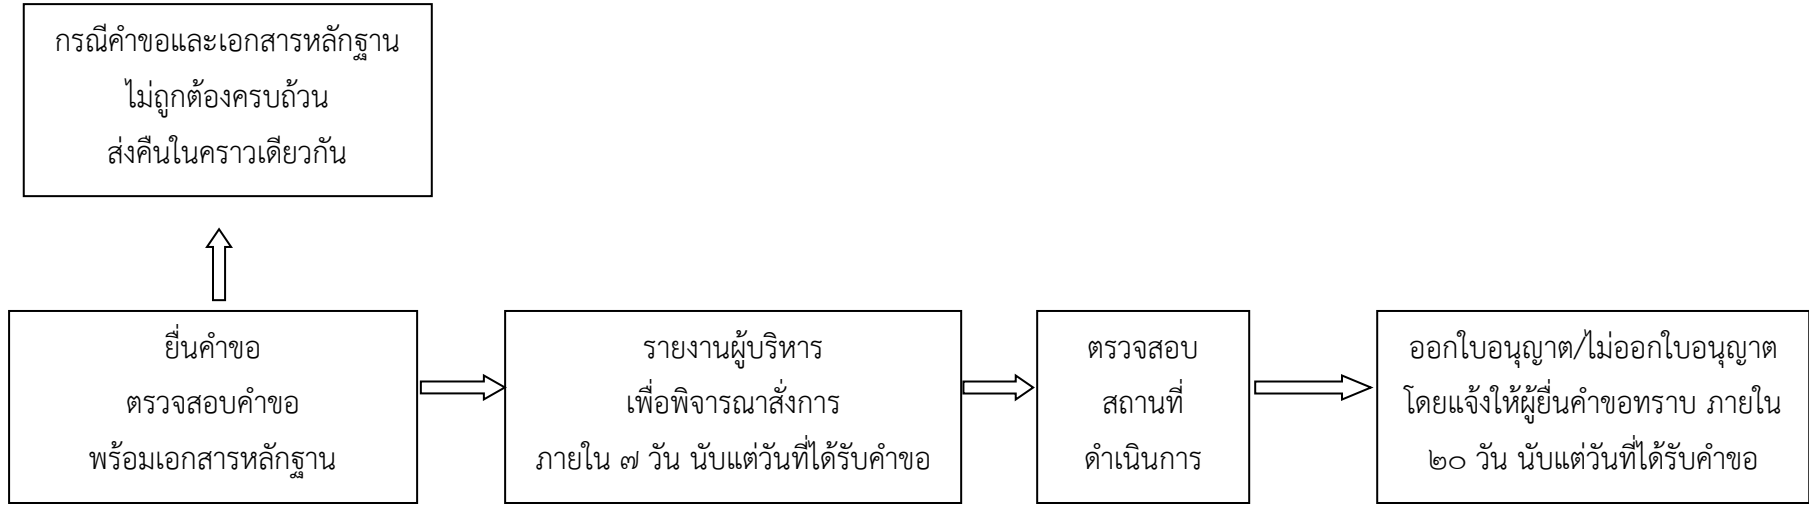 กรณีคำขอและเอกสารหลักฐาน
ไม่ถูกต้องครบถ้วน
ส่งคืนในคราวเดียวกัน
ยื่นคำขอ
ตรวจสอบคำขอ
พร้อมเอกสารหลักฐาน
รายงานผู้บริหาร
เพื่อพิจารณาสั่งการ
ภายใน ๗ วัน นับแต่วันที่ได้รับคำขอ
ตรวจสอบ
สถานที่
ดำเนินการ
ออกใบอนุญาต/ไม่ออกใบอนุญาต
โดยแจ้งให้ผู้ยื่นคำขอทราบ ภายใน
๒๐ วัน นับแต่วันที่ได้รับคำขอ